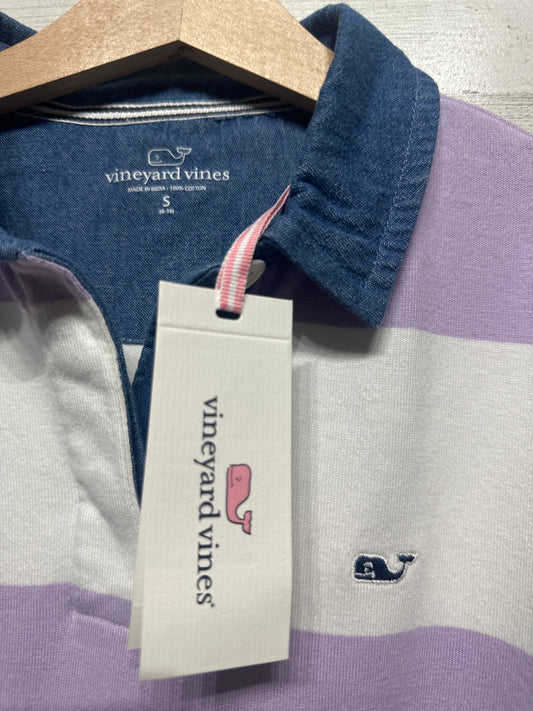 vineyard vines
MADE IN INDIA · 100% COTTON
S
(8-10)
vineyard vines®